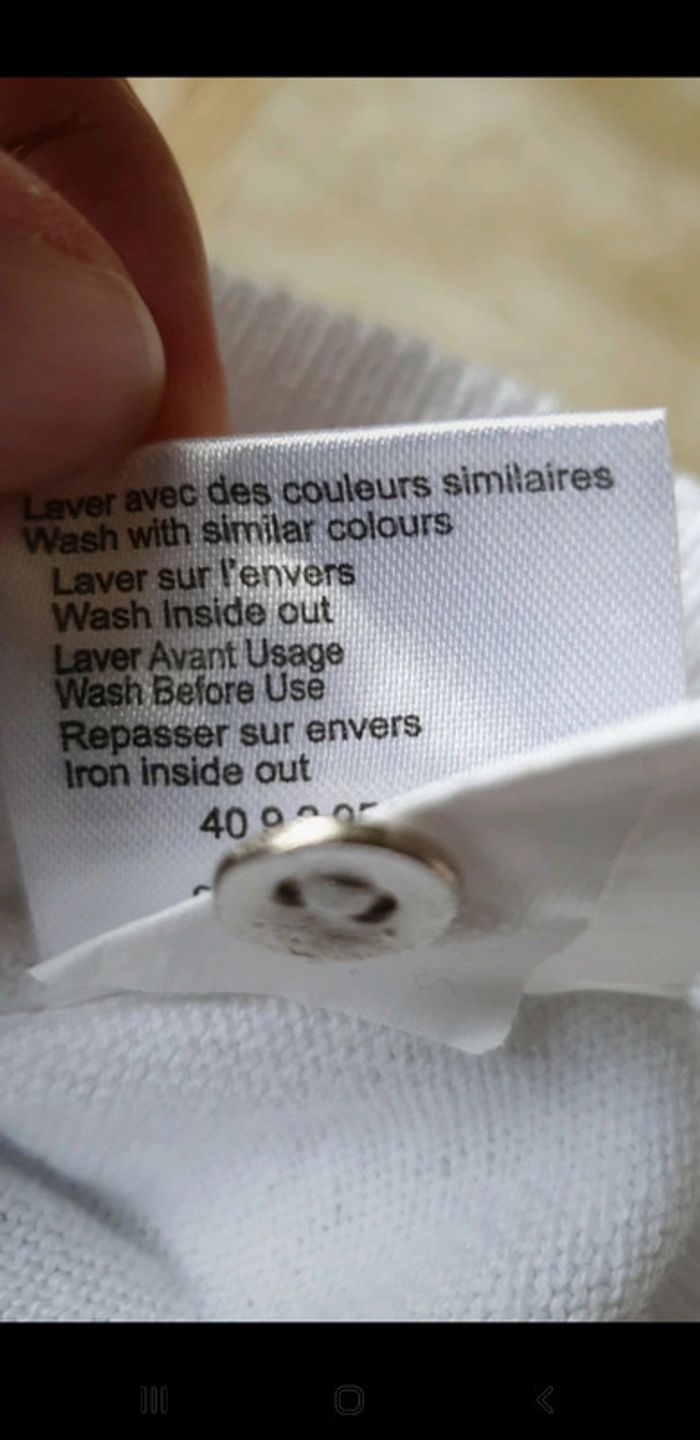 Laver avec des couleurs similaires
Wash with similar colours
Laver sur l'envers
Wash Inside out
Laver Avant Usage
Wash Before Use
Repasser sur envers
Iron inside out
40